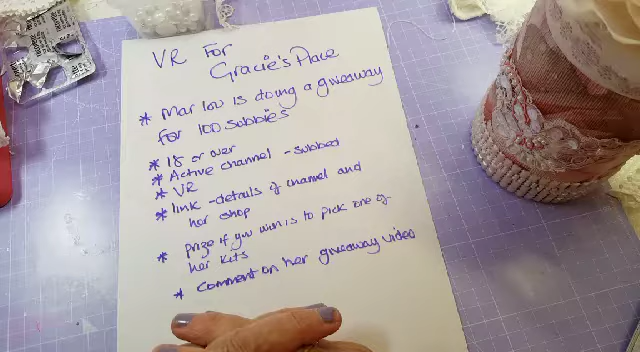 VR For
Gracie's Place
* Marlow is doing a giveaway
for 100 subbies
* 18 or over
* Active channel - subbed
* VR
* link - details of channel and
her shop
* prize if you win is to pick one of
her kits
* Comment on her giveaway video